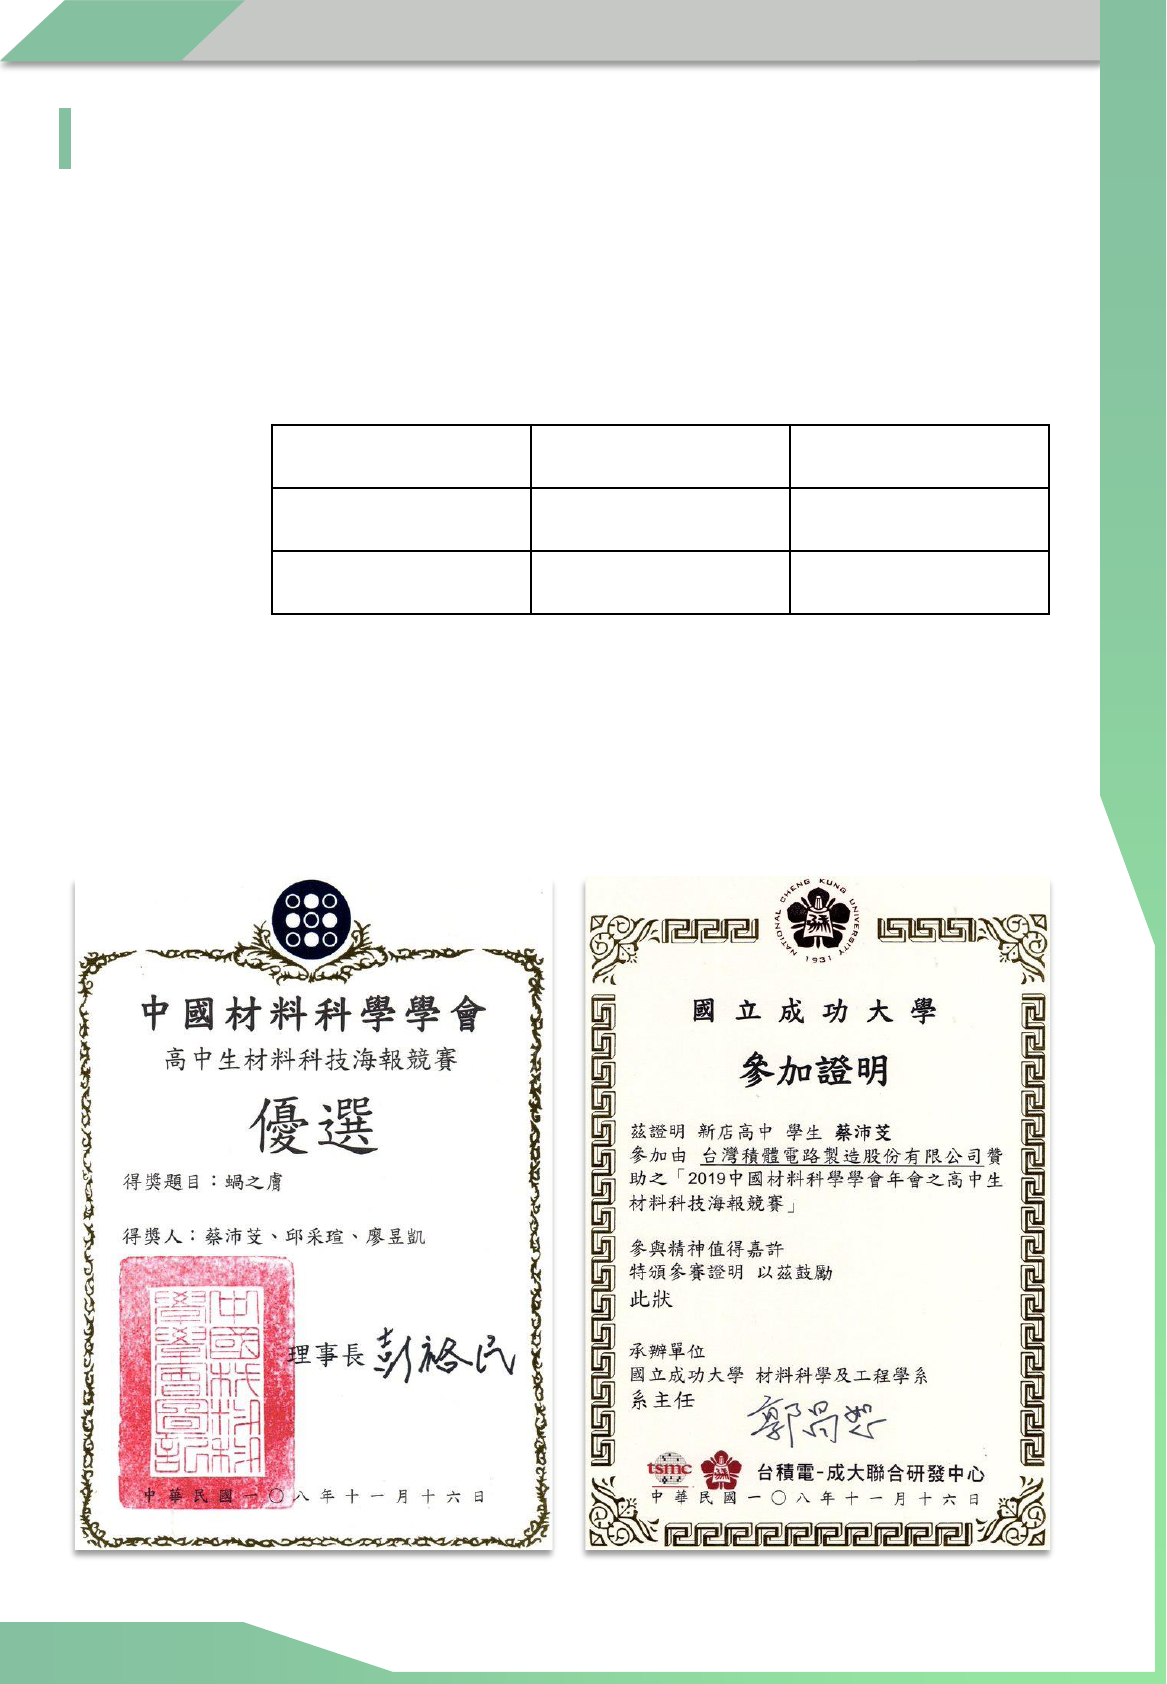 中國材料科學學會
高中生材料科技海報競賽
優選
得獎題目：蝸之膚
得獎人：蔡沛芠、邱采瑄、廖昱凱
中國材料科
學學會圖記
理事長 彭裕民
中華民國一〇八年十一月十六日
NATIONAL CHENG KUNG UNIVERSITY
1931
國立成功大學
參加證明
茲證明 新店高中 學生 蔡沛芠
參加由 台灣積體電路製造股份有限公司贊
助之「2019中國材料科學學會年會之高中生
材料科技海報競賽」
參與精神值得嘉許
特頒參賽證明 以茲鼓勵
此狀
承辦單位
國立成功大學 材料科學及工程學系
系主任
tsmc 台積電-成大聯合研發中心
中華民國一〇八年十一月十六日